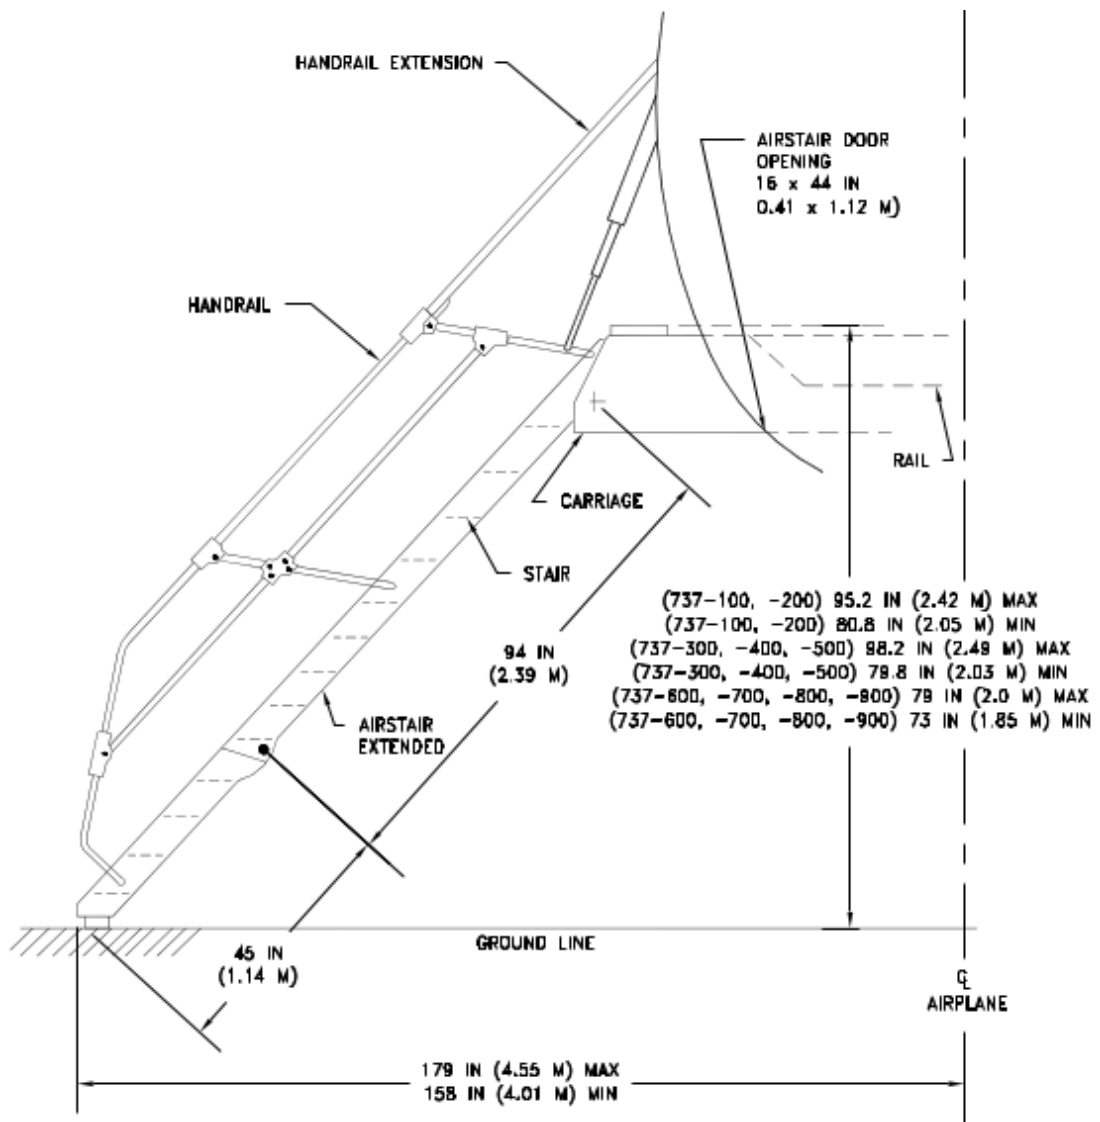 HANDRAIL EXTENSION
AIRSTAIR DOOR
OPENING
16 x 44 IN
0.41 x 1.12 M)
HANDRAIL
RAIL
CARRIAGE
STAIR
(737-100, -200) 95.2 IN (2.42 M) MAX
(737-100, -200) 80.8 IN (2.05 M) MIN
(737-300, -400, -500) 98.2 IN (2.49 M) MAX
(737-300, -400, -500) 79.8 IN (2.03 M) MIN
(737-600, -700, -800, -900) 79 IN (2.0 M) MAX
(737-600, -700, -800, -900) 73 IN (1.85 M) MIN
94 IN
(2.39 M)
AIRSTAIR
EXTENDED
GROUND LINE
45 IN
(1.14 M)
℄
AIRPLANE
179 IN (4.55 M) MAX
158 IN (4.01 M) MIN